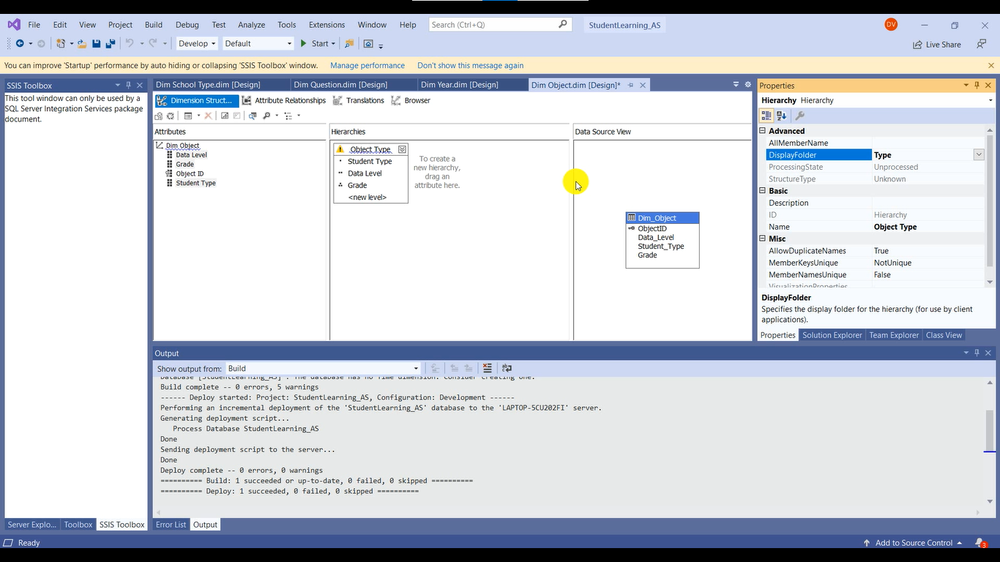 File Edit View Project Build Debug Test Analyze Tools Extensions Window Help Search (Ctrl+Q) StudentLearning_AS DV
Develop Default Start Live Share
You can improve 'Startup' performance by auto hiding or collapsing 'SSIS Toolbox' window. Manage performance Don't show this message again
SSIS Toolbox
This tool window can only be used by a
SQL Server Integration Services package
document.
Server Explo... Toolbox SSIS Toolbox
Dim School Type.dim [Design] Dim Question.dim [Design] Dim Year.dim [Design] Dim Object.dim [Design]*
Dimension Struct... Attribute Relationships Translations Browser
Attributes
Dim Object
Data Level
Grade
Object ID
Student Type
Hierarchies
Object Type
Student Type
Data Level
Grade
<new level>
To create a
new hierarchy,
drag an
attribute here.
Data Source View
Dim_Object
ObjectID
Data_Level
Student_Type
Grade
Properties
Hierarchy Hierarchy
Advanced
AllMemberName
DisplayFolder Type
ProcessingState Unprocessed
StructureType Unknown
Basic
Description
ID Hierarchy
Name Object Type
Misc
AllowDuplicateNames True
MemberKeysUnique NotUnique
MemberNamesUnique False
VisualizationProperties
DisplayFolder
Specifies the display folder for the hierarchy (for use by client
applications).
Properties Solution Explorer Team Explorer Class View
Output
Show output from: Build
Database [StudentLearning_AS] : The database has no Time dimension. Consider creating one.
Build complete -- 0 errors, 5 warnings
------ Deploy started: Project: StudentLearning_AS, Configuration: Development ------
Performing an incremental deployment of the 'StudentLearning_AS' database to the 'LAPTOP-5CU202FI' server.
Generating deployment script...
Process Database StudentLearning_AS
Done
Sending deployment script to the server...
Done
Deploy complete -- 0 errors, 0 warnings
========== Build: 1 succeeded or up-to-date, 0 failed, 0 skipped ==========
========== Deploy: 1 succeeded, 0 failed, 0 skipped ==========
Error List Output
Ready Add to Source Control 3